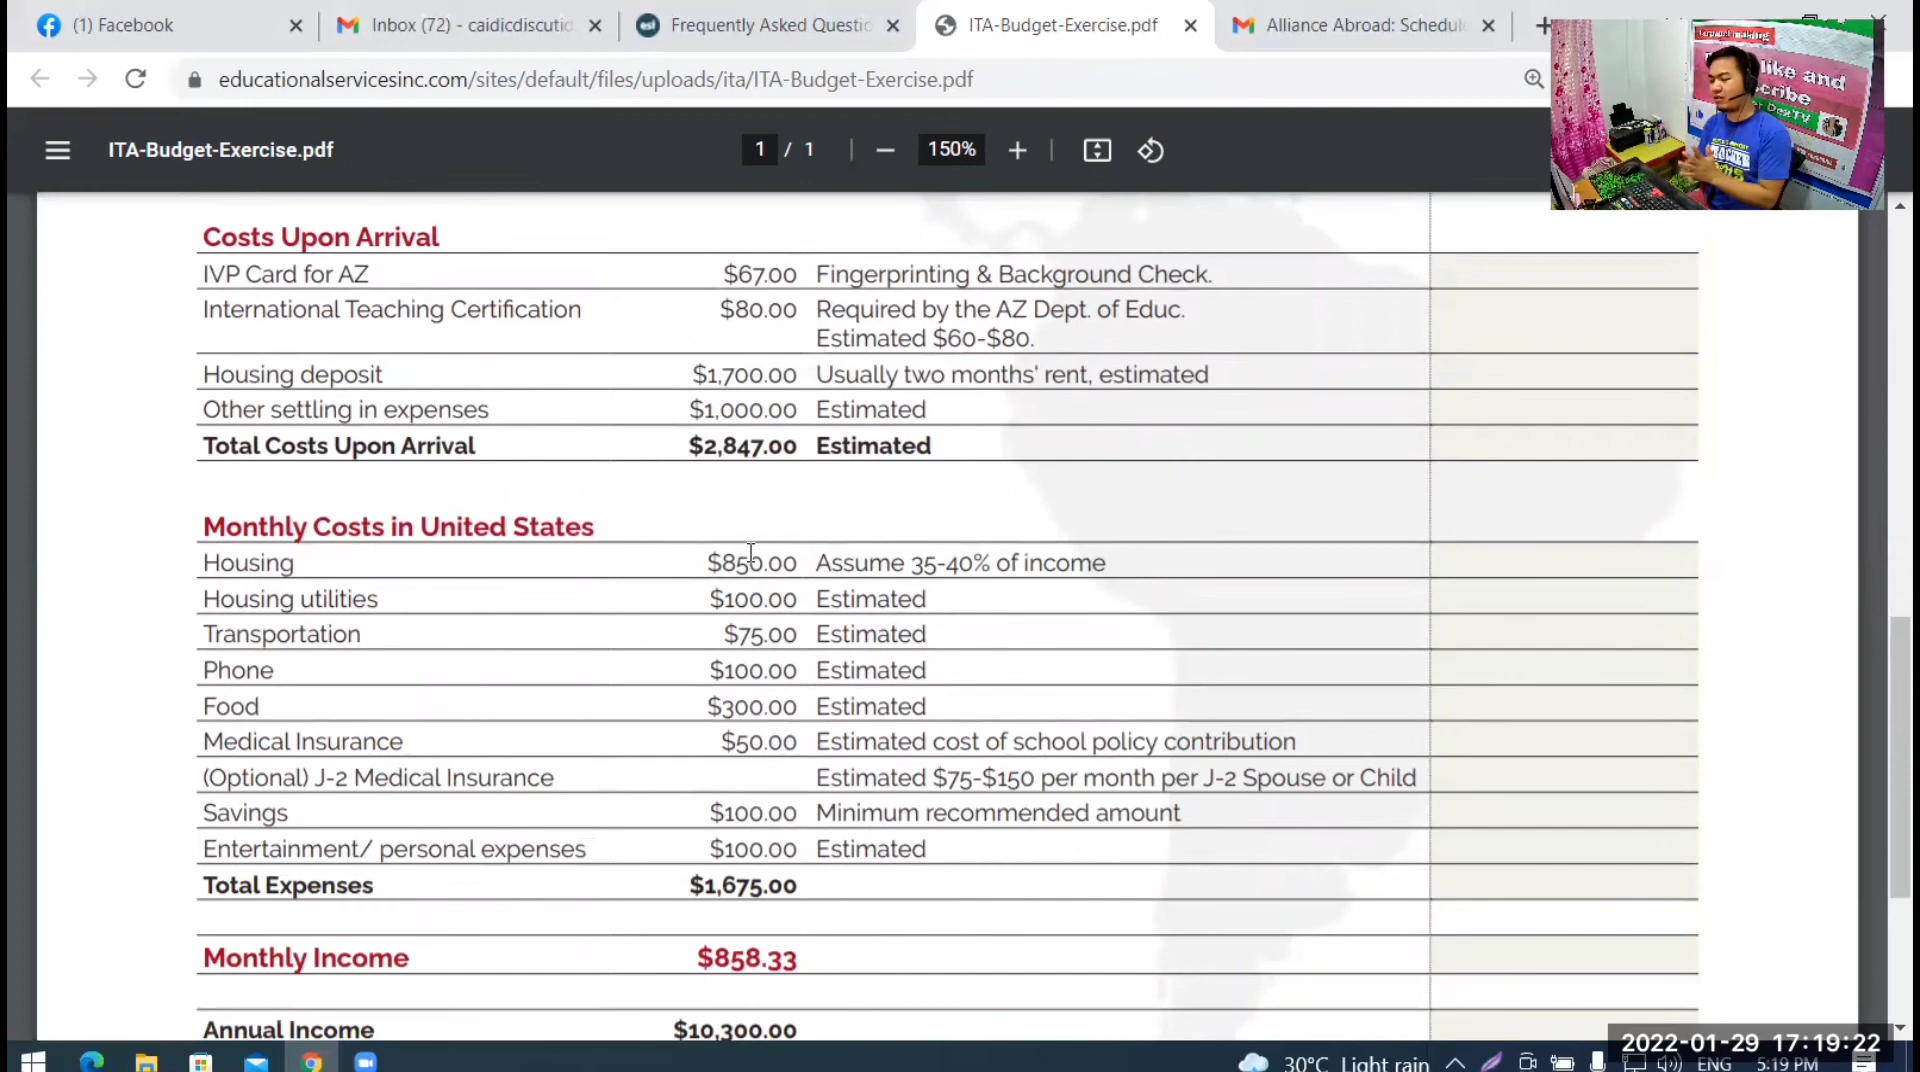 (1) Facebook
Inbox (72) - caidicdiscutid
Frequently Asked Questio
ITA-Budget-Exercise.pdf
Alliance Abroad: Schedul
educationalservicesinc.com/sites/default/files/uploads/ita/ITA-Budget-Exercise.pdf
like and
ITA-Budget-Exercise.pdf
1 / 1
150%
Costs Upon Arrival
IVP Card for AZ $67.00 Fingerprinting & Background Check.
International Teaching Certification $80.00 Required by the AZ Dept. of Educ.
Estimated $60-$80.
Housing deposit $1,700.00 Usually two months' rent, estimated
Other settling in expenses $1,000.00 Estimated
Total Costs Upon Arrival $2,847.00 Estimated
Monthly Costs in United States
Housing $850.00 Assume 35-40% of income
Housing utilities $100.00 Estimated
Transportation $75.00 Estimated
Phone $100.00 Estimated
Food $300.00 Estimated
Medical Insurance $50.00 Estimated cost of school policy contribution
(Optional) J-2 Medical Insurance Estimated $75-$150 per month per J-2 Spouse or Child
Savings $100.00 Minimum recommended amount
Entertainment/ personal expenses $100.00 Estimated
Total Expenses $1,675.00
Monthly Income $858.33
Annual Income $10,300.00
2022-01-29 17:19:22
30°C Light rain
ENG
5:19 PM